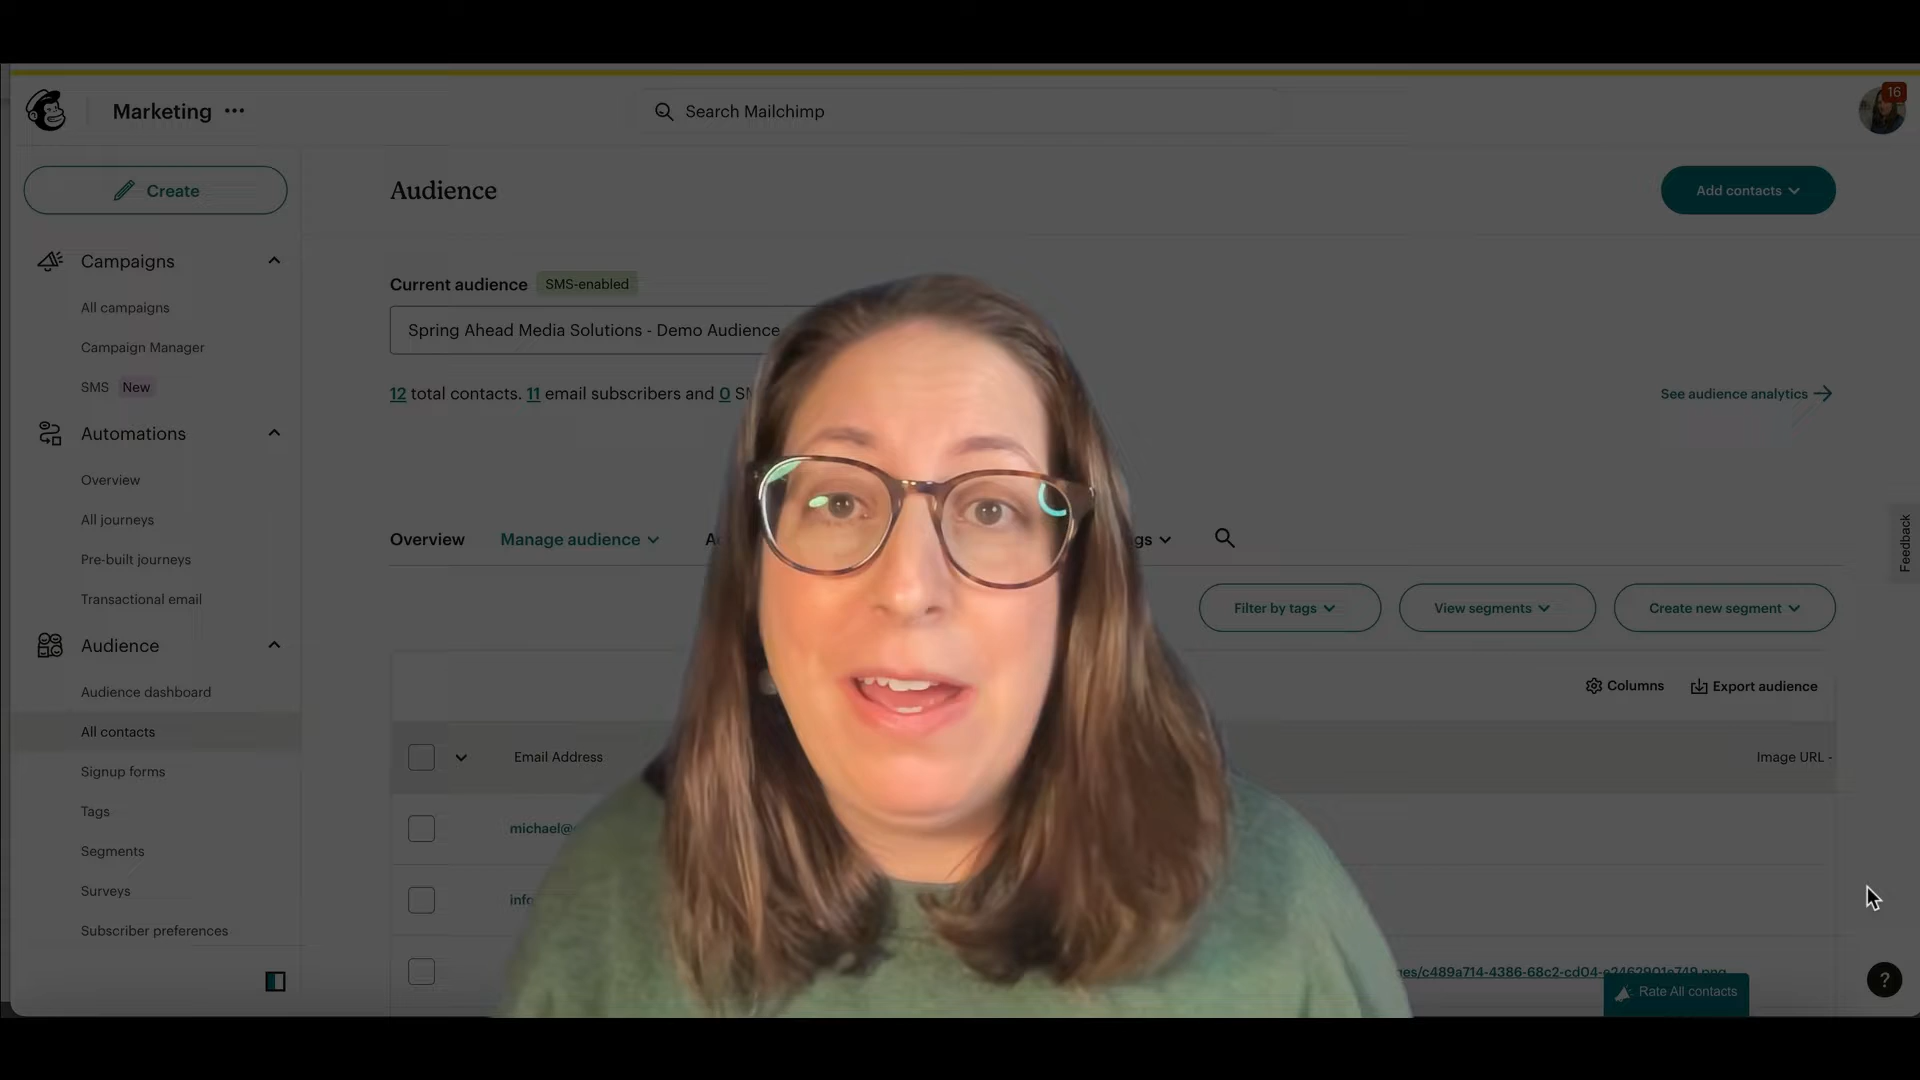 Marketing
Search Mailchimp
16
Create
Audience
Add contacts
Campaigns
All campaigns
Campaign Manager
SMS New
Automations
Overview
All journeys
Pre-built journeys
Transactional email
Audience
Audience dashboard
All contacts
Signup forms
Tags
Segments
Surveys
Subscriber preferences
Current audience SMS-enabled
Spring Ahead Media Solutions - Demo Audience
12 total contacts. 11 email subscribers and 0
See audience analytics
Overview Manage audience
Filter by tags View segments Create new segment
Columns Export audience
Email Address Image URL -
michael@
Rate All contacts
Feedback
?